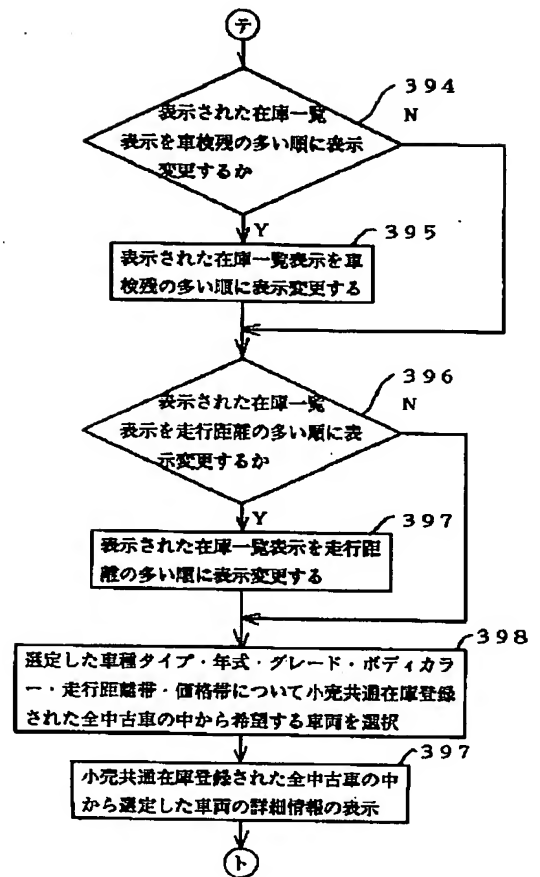 テ
394
表示された在庫一覧
表示を車検残の多い順に表示
変更するか
N
Y
395
表示された在庫一覧表示を車
検残の多い順に表示変更する
396
表示された在庫一覧
表示を走行距離の多い順に表
示変更するか
N
Y
397
表示された在庫一覧表示を走行距
離の多い順に表示変更する
398
選定した車種タイプ・年式・グレード・ボディカラ
ー・走行距離帯・価格帯について小売共通在庫登録
された全中古車の中から希望する車両を選択
397
小売共通在庫登録された全中古車の中
から選定した車両の詳細情報の表示
ト